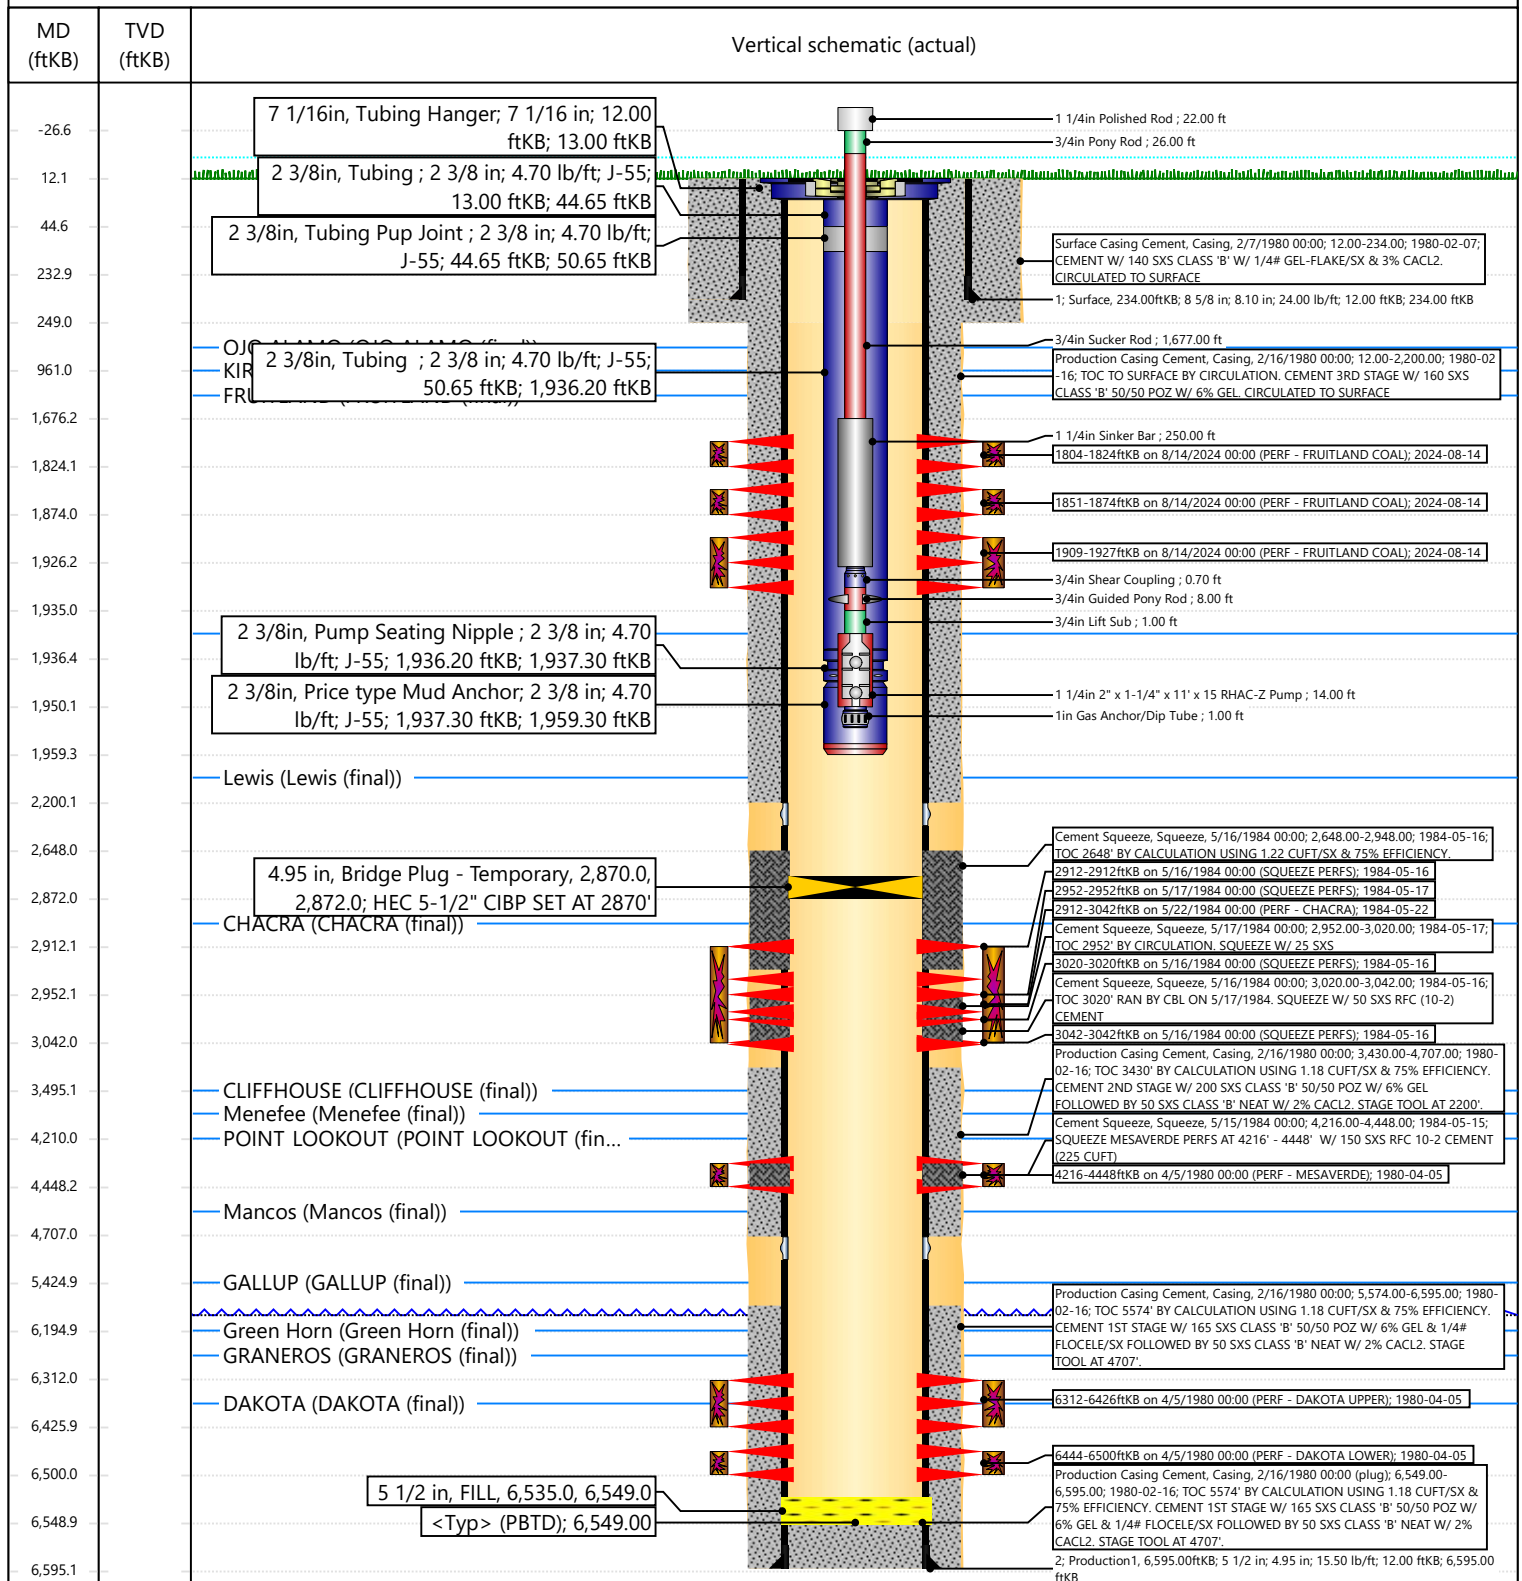 MD
(ftKB)
TVD
(ftKB)
Vertical schematic (actual)
-26.6
12.1
44.6
232.9
249.0
961.0
1,676.2
1,824.1
1,874.0
1,926.2
1,935.0
1,936.4
1,950.1
1,959.3
2,200.1
2,648.0
2,872.0
2,912.1
2,952.1
3,042.0
3,495.1
4,210.0
4,448.2
4,707.0
5,424.9
6,194.9
6,312.0
6,425.9
6,500.0
6,548.9
6,595.1
7 1/16in, Tubing Hanger; 7 1/16 in; 12.00
ftKB; 13.00 ftKB
2 3/8in, Tubing ; 2 3/8 in; 4.70 lb/ft; J-55;
13.00 ftKB; 44.65 ftKB
2 3/8in, Tubing Pup Joint ; 2 3/8 in; 4.70 lb/ft;
J-55; 44.65 ftKB; 50.65 ftKB
2 3/8in, Tubing ; 2 3/8 in; 4.70 lb/ft; J-55;
50.65 ftKB; 1,936.20 ftKB
2 3/8in, Pump Seating Nipple ; 2 3/8 in; 4.70
lb/ft; J-55; 1,936.20 ftKB; 1,937.30 ftKB
2 3/8in, Price type Mud Anchor; 2 3/8 in; 4.70
lb/ft; J-55; 1,937.30 ftKB; 1,959.30 ftKB
Lewis (Lewis (final))
4.95 in, Bridge Plug - Temporary, 2,870.0,
2,872.0; HEC 5-1/2" CIBP SET AT 2870'
CHACRA (CHACRA (final))
CLIFFHOUSE (CLIFFHOUSE (final))
Menefee (Menefee (final))
POINT LOOKOUT (POINT LOOKOUT (fin...
Mancos (Mancos (final))
GALLUP (GALLUP (final))
Green Horn (Green Horn (final))
GRANEROS (GRANEROS (final))
DAKOTA (DAKOTA (final))
5 1/2 in, FILL, 6,535.0, 6,549.0
<Typ> (PBTD); 6,549.00
1 1/4in Polished Rod ; 22.00 ft
3/4in Pony Rod ; 26.00 ft
Surface Casing Cement, Casing, 2/7/1980 00:00; 12.00-234.00; 1980-02-07;
CEMENT W/ 140 SXS CLASS 'B' W/ 1/4# GEL-FLAKE/SX & 3% CACL2.
CIRCULATED TO SURFACE
1; Surface, 234.00ftKB; 8 5/8 in; 8.10 in; 24.00 lb/ft; 12.00 ftKB; 234.00 ftKB
3/4in Sucker Rod ; 1,677.00 ft
Production Casing Cement, Casing, 2/16/1980 00:00; 12.00-2,200.00; 1980-02
-16; TOC TO SURFACE BY CIRCULATION. CEMENT 3RD STAGE W/ 160 SXS
CLASS 'B' 50/50 POZ W/ 6% GEL. CIRCULATED TO SURFACE
1 1/4in Sinker Bar ; 250.00 ft
1804-1824ftKB on 8/14/2024 00:00 (PERF - FRUITLAND COAL); 2024-08-14
1851-1874ftKB on 8/14/2024 00:00 (PERF - FRUITLAND COAL); 2024-08-14
1909-1927ftKB on 8/14/2024 00:00 (PERF - FRUITLAND COAL); 2024-08-14
3/4in Shear Coupling ; 0.70 ft
3/4in Guided Pony Rod ; 8.00 ft
3/4in Lift Sub ; 1.00 ft
1 1/4in 2" x 1-1/4" x 11' x 15 RHAC-Z Pump ; 14.00 ft
1in Gas Anchor/Dip Tube ; 1.00 ft
Cement Squeeze, Squeeze, 5/16/1984 00:00; 2,648.00-2,948.00; 1984-05-16;
TOC 2648' BY CALCULATION USING 1.22 CUFT/SX & 75% EFFICIENCY.
2912-2912ftKB on 5/16/1984 00:00 (SQUEEZE PERFS); 1984-05-16
2952-2952ftKB on 5/17/1984 00:00 (SQUEEZE PERFS); 1984-05-17
2912-3042ftKB on 5/22/1984 00:00 (PERF - CHACRA); 1984-05-22
Cement Squeeze, Squeeze, 5/17/1984 00:00; 2,952.00-3,020.00; 1984-05-17;
TOC 2952' BY CIRCULATION. SQUEEZE W/ 25 SXS
3020-3020ftKB on 5/16/1984 00:00 (SQUEEZE PERFS); 1984-05-16
Cement Squeeze, Squeeze, 5/16/1984 00:00; 3,020.00-3,042.00; 1984-05-16;
TOC 3020' RAN BY CBL ON 5/17/1984. SQUEEZE W/ 50 SXS RFC (10-2)
CEMENT
3042-3042ftKB on 5/16/1984 00:00 (SQUEEZE PERFS); 1984-05-16
Production Casing Cement, Casing, 2/16/1980 00:00; 3,430.00-4,707.00; 1980-
02-16; TOC 3430' BY CALCULATION USING 1.18 CUFT/SX & 75% EFFICIENCY.
CEMENT 2ND STAGE W/ 200 SXS CLASS 'B' 50/50 POZ W/ 6% GEL
FOLLOWED BY 50 SXS CLASS 'B' NEAT W/ 2% CACL2. STAGE TOOL AT 2200'.
Cement Squeeze, Squeeze, 5/15/1984 00:00; 4,216.00-4,448.00; 1984-05-15;
SQUEEZE MESAVERDE PERFS AT 4216' - 4448' W/ 150 SXS RFC 10-2 CEMENT
(225 CUFT)
4216-4448ftKB on 4/5/1980 00:00 (PERF - MESAVERDE); 1980-04-05
Production Casing Cement, Casing, 2/16/1980 00:00; 5,574.00-6,595.00; 1980-
02-16; TOC 5574' BY CALCULATION USING 1.18 CUFT/SX & 75% EFFICIENCY.
CEMENT 1ST STAGE W/ 165 SXS CLASS 'B' 50/50 POZ W/ 6% GEL & 1/4#
FLOCELE/SX FOLLOWED BY 50 SXS CLASS 'B' NEAT W/ 2% CACL2. STAGE
TOOL AT 4707'.
6312-6426ftKB on 4/5/1980 00:00 (PERF - DAKOTA UPPER); 1980-04-05
6444-6500ftKB on 4/5/1980 00:00 (PERF - DAKOTA LOWER); 1980-04-05
Production Casing Cement, Casing, 2/16/1980 00:00 (plug); 6,549.00-
6,595.00; 1980-02-16; TOC 5574' BY CALCULATION USING 1.18 CUFT/SX &
75% EFFICIENCY. CEMENT 1ST STAGE W/ 165 SXS CLASS 'B' 50/50 POZ W/
6% GEL & 1/4# FLOCELE/SX FOLLOWED BY 50 SXS CLASS 'B' NEAT W/ 2%
CACL2. STAGE TOOL AT 4707'.
2; Production1, 6,595.00ftKB; 5 1/2 in; 4.95 in; 15.50 lb/ft; 12.00 ftKB; 6,595.00
ftKB